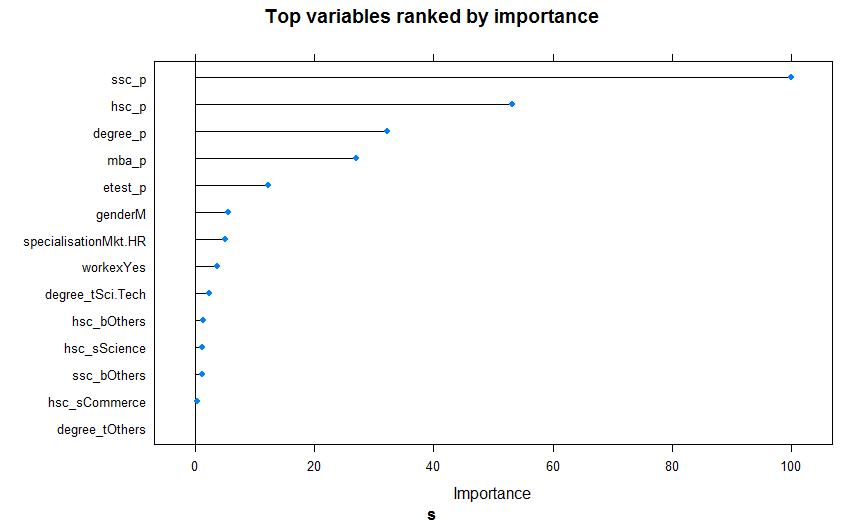 Top variables ranked by importance
ssc_p
hsc_p
degree_p
mba_p
etest_p
genderM
specialisationMkt.HR
workexYes
degree_tSci.Tech
hsc_bOthers
hsc_sScience
ssc_bOthers
hsc_sCommerce
degree_tOthers
0 20 40 60 80 100
Importance
s